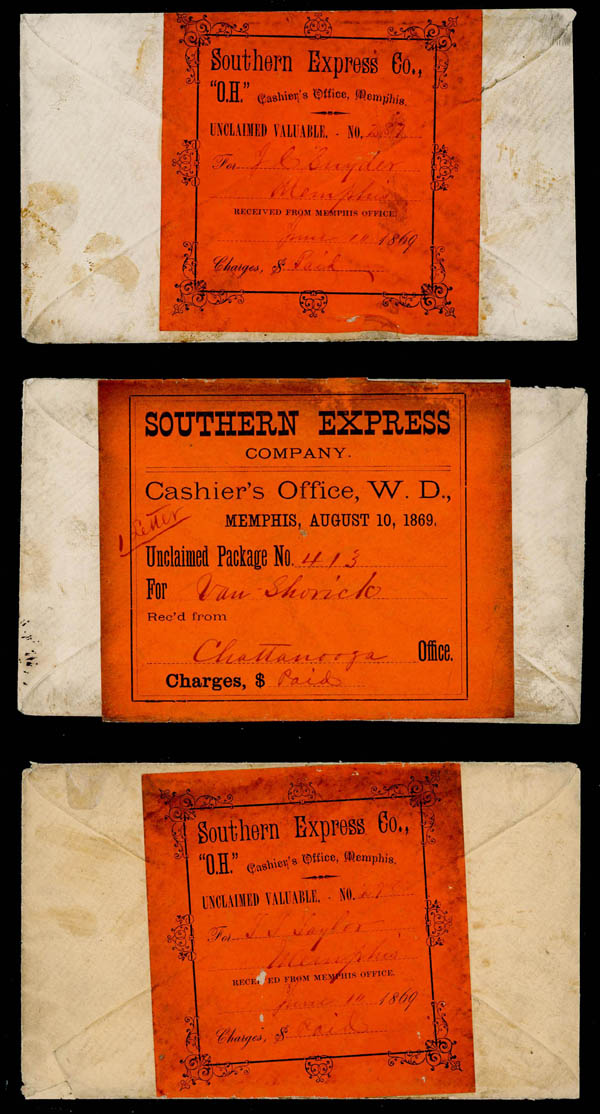 Southern Express Co.,
"O.H." Cashier's Office, Memphis.
UNCLAIMED VALUABLE. - NO.
For J C Snyder
Memphis
RECEIVED FROM MEMPHIS OFFICE.
June 10 1869
Charges, $ Paid
SOUTHERN EXPRESS
COMPANY.
Cashier's Office, W. D.,
MEMPHIS, AUGUST 10, 1869.
1 Letter
Unclaimed Package No. 413
For Van Shorick
Rec'd from
Chattanooga Office.
Charges, $ Paid
Southern Express Co.,
"O.H." Cashier's Office, Memphis.
UNCLAIMED VALUABLE. - NO.
For Taylor
Memphis
RECEIVED FROM MEMPHIS OFFICE.
June 10 1869
Charges, $ Paid